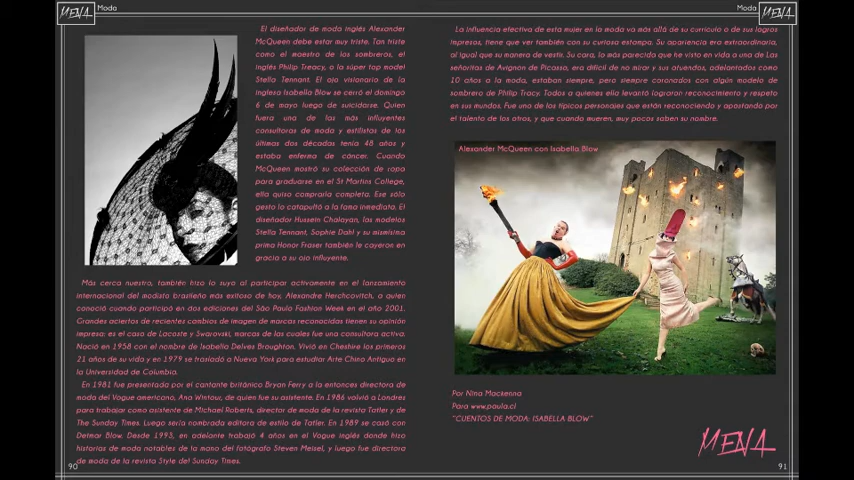 MENA Moda
El diseñador de moda inglés Alexander
McQueen debe estar muy triste. Tan triste
como el maestro de los sombreros, el
inglés Philip Treacy, o la súper top model
Stella Tennant. El ojo visionario de la
inglesa Isabella Blow se cerró el domingo
6 de mayo luego de suicidarse. Quien
fuera una de las más influyentes
consultoras de moda y estilistas de los
últimas dos décadas tenía 48 años y
estaba enferma de cáncer. Cuando
McQueen mostró su colección de ropa
para graduarse en el St Martins College,
ella quiso comprarla completa. Ese sólo
gesto lo catapultó a la fama inmediata. El
diseñador Hussein Chalayan, las modelos
Stella Tennant, Sophie Dahl y su mismísima
prima Honor Fraser también le cayeron en
gracia a su ojo influyente.
Más cerca nuestro, también hizo lo suyo al participar activamente en el lanzamiento
internacional del modisto brasileño más exitoso de hoy, Alexandre Herchcovitch, a quien
conoció cuando participó en dos ediciones del São Paulo Fashion Week en el año 2001.
Grandes aciertos de recientes cambios de imagen de marcas reconocidas tienen su opinión
impresa: es el caso de Lacoste y Swarovski, marcas de las cuales fue una consultora activa.
Nació en 1958 con el nombre de Isabella Delves Broughton. Vivió en Cheshire los primeros
21 años de su vida y en 1979 se trasladó a Nueva York para estudiar Arte Chino Antiguo en
la Universidad de Columbia.
En 1981 fue presentada por el cantante británico Bryan Ferry a la entonces directora de
moda del Vogue americano, Ana Wintour, de quien fue su asistente. En 1986 volvió a Londres
para trabajar como asistente de Michael Roberts, director de moda de la revista Tatler y de
The Sunday Times. Luego sería nombrada editora de estilo de Tatler. En 1989 se casó con
Detmar Blow. Desde 1993, en adelante trabajó 4 años en el Vogue inglés donde hizo
historias de moda notables de la mano del fotógrafo Steven Meisel, y luego fue directora
de moda de la revista Style del Sunday Times.
90
Moda MENA
La influencia efectiva de esta mujer en la moda va más allá de su currículo o de sus logros
impresos, tiene que ver también con su curiosa estampa. Su apariencia era extraordinaria,
al igual que su manera de vestir. Su cara, lo más parecida que he visto en vida a una de Las
señoritas de Avignon de Picasso, era difícil de no mirar y sus atuendos, adelantados como
10 años a la moda, estaban siempre, pero siempre coronados con algún modelo de
sombrero de Philip Tracy. Todos a quienes ella levantó lograron reconocimiento y respeto
en sus mundos. Fue una de los típicos personajes que están reconociendo y apostando por
el talento de los otros, y que cuando mueren, muy pocos saben su nombre.
Alexander McQueen con Isabella Blow
Por Nina Mackenna
Para www.paula.cl
"CUENTOS DE MODA: ISABELLA BLOW"
MENA
91